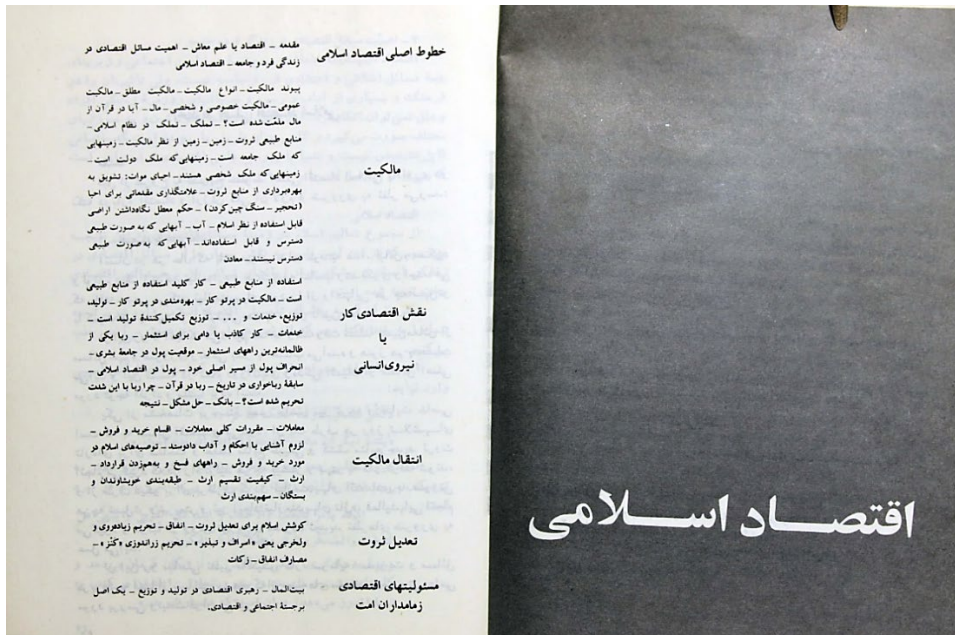 اقتصاد اسلامی
خطوط اصلی اقتصاد اسلامی
مقدمه – اقتصاد یا علم معاش – اهمیت مسائل اقتصادی در
زندگی فرد و جامعه – اقتصاد اسلامی
مالکیت
پیوند مالکیت – انواع مالکیت – مالکیت مطلق – مالکیت
عمومی – مالکیت خصوصی و شخصی – مال – آیا در قرآن از
مال مذمّت شده است؟ – تملک – تملک در نظام اسلامی –
منابع طبیعی ثروت – زمین – زمین از نظر مالکیت – زمینهایی
که ملک جامعه است – زمینهایی‌که ملک دولت است –
زمینهایی‌که ملک شخصی هستند – احیای موات: تشویق به
بهره‌برداری از منابع ثروت – علامتگذاری مقدماتی برای احیا
(تحجیر – سنگ چین کردن) – حکم معطل نگاه‌داشتن اراضی
قابل استفاده از نظر اسلام – آب – آبهایی که به صورت طبیعی
دسترس و قابل استفاده‌اند – آبهایی‌که به صورت طبیعی
دسترس نیستند – معادن
نقش اقتصادی کار
یا
نیروی انسانی
استفاده از منابع طبیعی – کار کلید استفاده از منابع طبیعی
است – مالکیت در پرتو کار – بهره‌مندی در پرتو کار – تولید،
توزیع، خدمات و .... – توزیع تکمیل‌کنندهٔ تولید است –
خدمات – کار کاذب یا دامی برای استثمار – ربا یکی از
ظالمانه‌ترین راههای استثمار – موقعیت پول در جامعهٔ بشری –
انحراف پول از مسیر اصلی خود – پول در اقتصاد اسلامی –
سابقهٔ رباخواری در تاریخ – ربا در قرآن – چرا ربا با این شدت
تحریم شده است؟ – بانک – حل مشکل – نتیجه
انتقال مالکیت
معاملات – مقررات کلی معاملات – اقسام خرید و فروش –
لزوم آشنایی با احکام و آداب دادوستد – توصیه‌های اسلام در
مورد خرید و فروش – راههای فسخ و به‌هم‌زدن قرارداد –
ارث – کیفیت تقسیم ارث – طبقه‌بندی خویشاوندان و
بستگان – سهم‌بندی ارث
تعدیل ثروت
کوشش اسلام برای تعدیل ثروت – انفاق – تحریم زیاده‌روی و
ولخرجی یعنی «اسراف و تبذیر» – تحریم زراندوزی «کَنْز» –
مصارف انفاق – زکات
مسئولیتهای اقتصادی
زمامداران امت
بیت‌المال – رهبری اقتصادی در تولید و توزیع – یک اصل
برجستهٔ اجتماعی و اقتصادی.